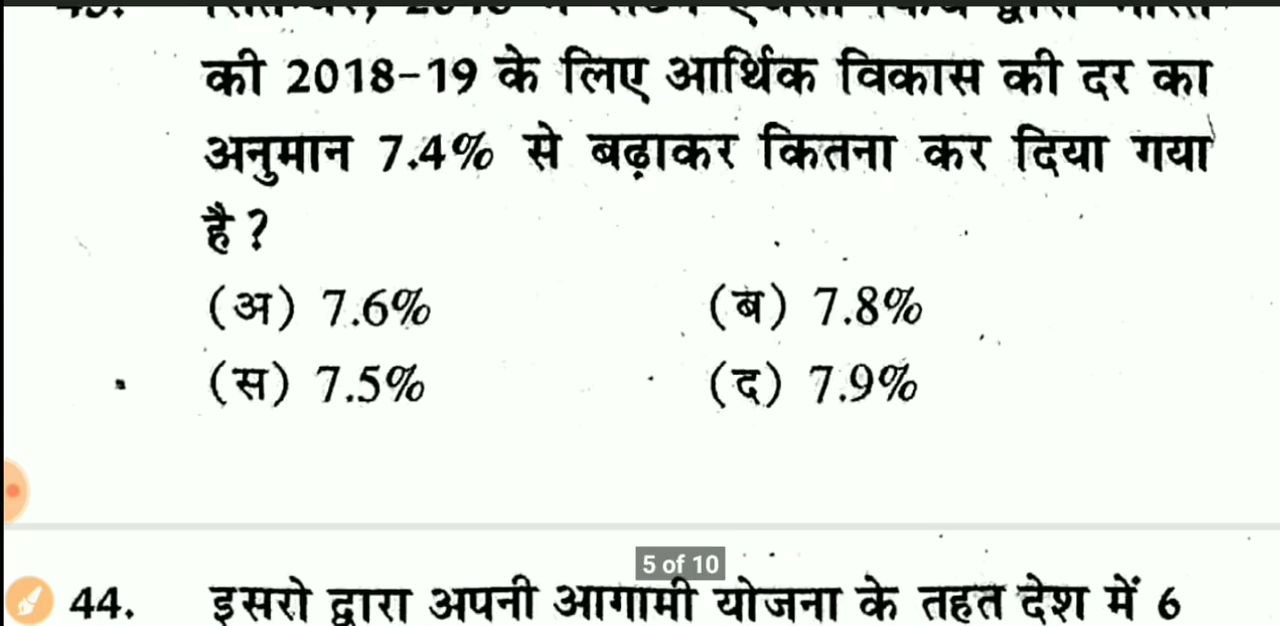 की 2018-19 के लिए आर्थिक विकास की दर का
अनुमान 7.4% से बढ़ाकर कितना कर दिया गया
है ?
(अ) 7.6% (ब) 7.8%
(स) 7.5% (द) 7.9%
5 of 10
44. इसरो द्वारा अपनी आगामी योजना के तहत देश में 6